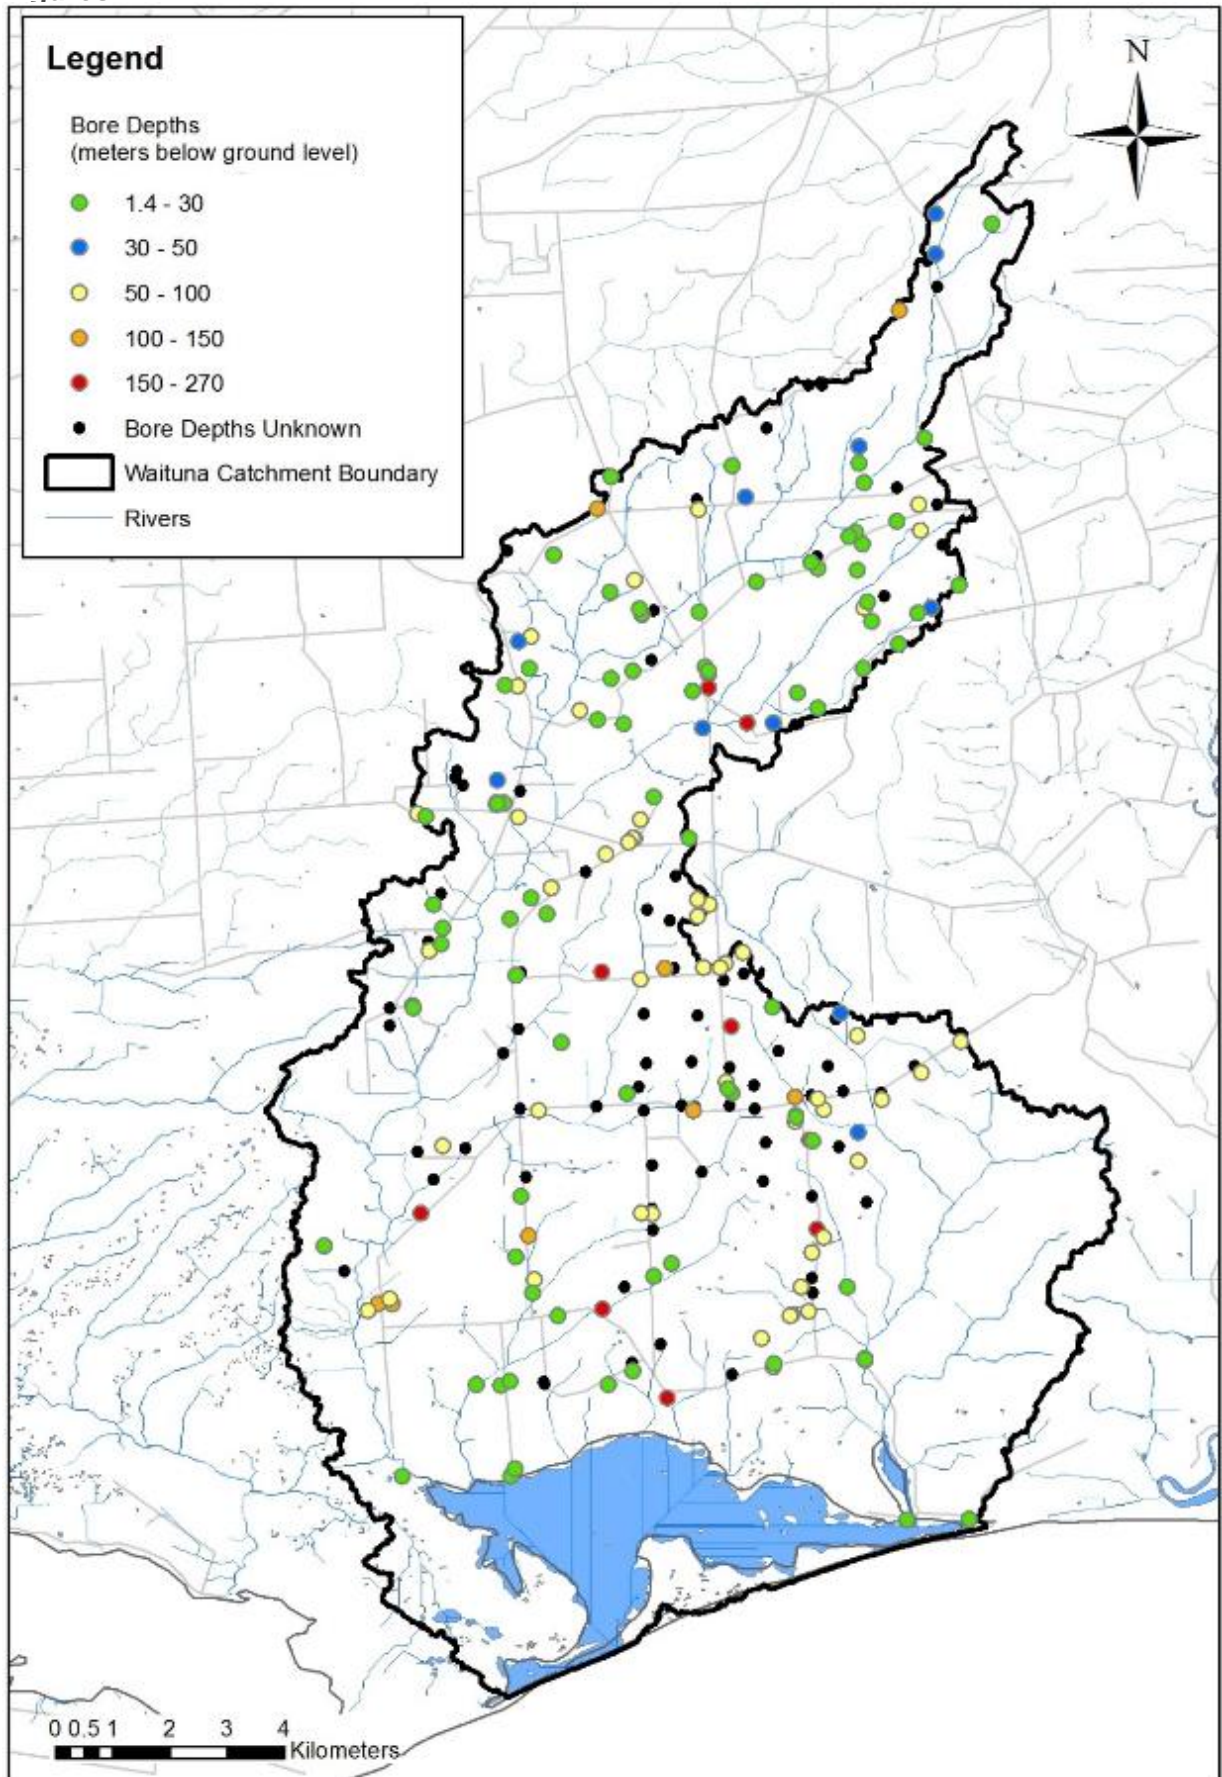 Legend
N
Bore Depths
(meters below ground level)
1.4 - 30
30 - 50
50 - 100
100 - 150
150 - 270
Bore Depths Unknown
Waituna Catchment Boundary
Rivers
0 0.5 1 2 3 4
Kilometers